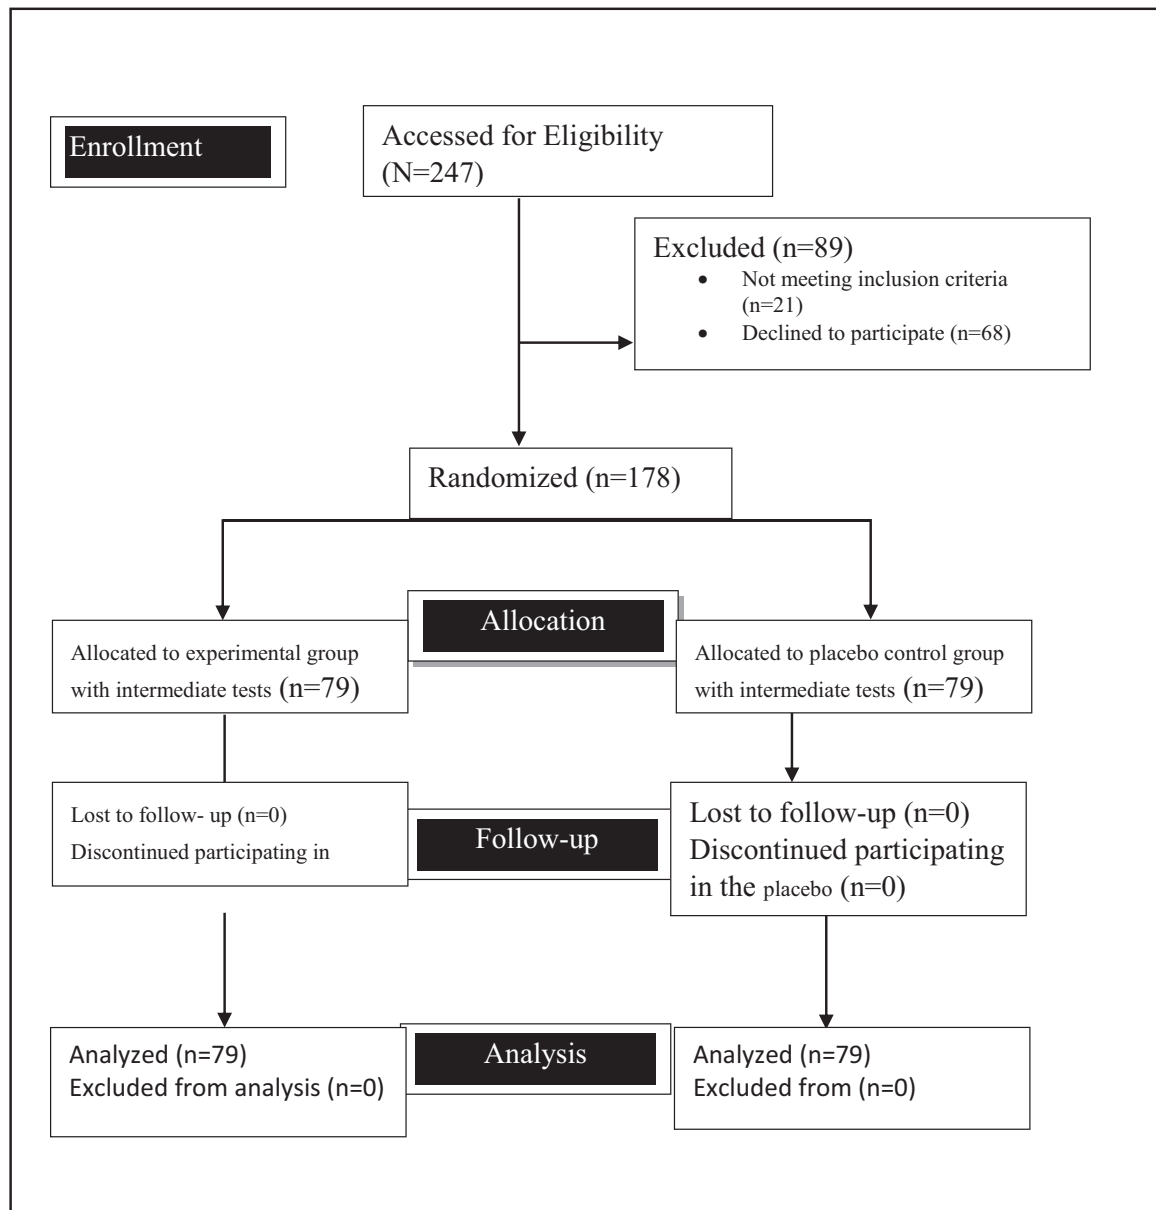 Enrollment
Accessed for Eligibility
(N=247)
Excluded (n=89)
• Not meeting inclusion criteria
(n=21)
• Declined to participate (n=68)
Randomized (n=178)
Allocation
Allocated to experimental group
with intermediate tests (n=79)
Allocated to placebo control group
with intermediate tests (n=79)
Lost to follow- up (n=0)
Discontinued participating in
Follow-up
Lost to follow-up (n=0)
Discontinued participating
in the placebo (n=0)
Analyzed (n=79)
Excluded from analysis (n=0)
Analysis
Analyzed (n=79)
Excluded from (n=0)